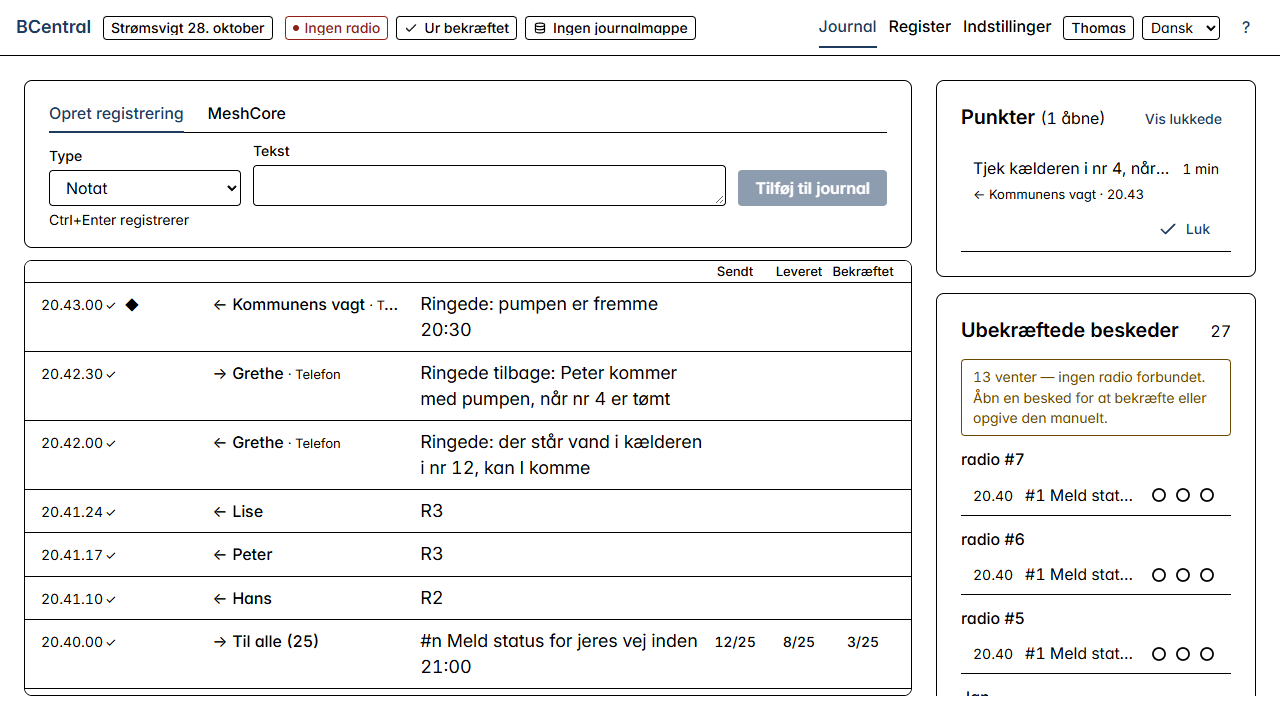 BCentral Strømsvigt 28. oktober Ingen radio Ur bekræftet Ingen journalmappe Journal Register Indstillinger Thomas Dansk ?
Opret registrering MeshCore
Type
Notat
Ctrl+Enter registrerer
Tekst
Tilføj til journal
Sendt Leveret Bekræftet
20.43.00 ✓ ◆ ← Kommunens vagt · T... Ringede: pumpen er fremme
20:30
20.42.30 ✓ → Grethe · Telefon Ringede tilbage: Peter kommer
med pumpen, når nr 4 er tømt
20.42.00 ✓ ← Grethe · Telefon Ringede: der står vand i kælderen
i nr 12, kan I komme
20.41.24 ✓ ← Lise R3
20.41.17 ✓ ← Peter R3
20.41.10 ✓ ← Hans R2
20.40.00 ✓ → Til alle (25) #n Meld status for jeres vej inden 12/25 8/25 3/25
21:00
Punkter (1 åbne) Vis lukkede
Tjek kælderen i nr 4, når... 1 min
← Kommunens vagt · 20.43
✓ Luk
Ubekræftede beskeder 27
13 venter — ingen radio forbundet.
Åbn en besked for at bekræfte eller
opgive den manuelt.
radio #7
20.40 #1 Meld stat...
radio #6
20.40 #1 Meld stat...
radio #5
20.40 #1 Meld stat...